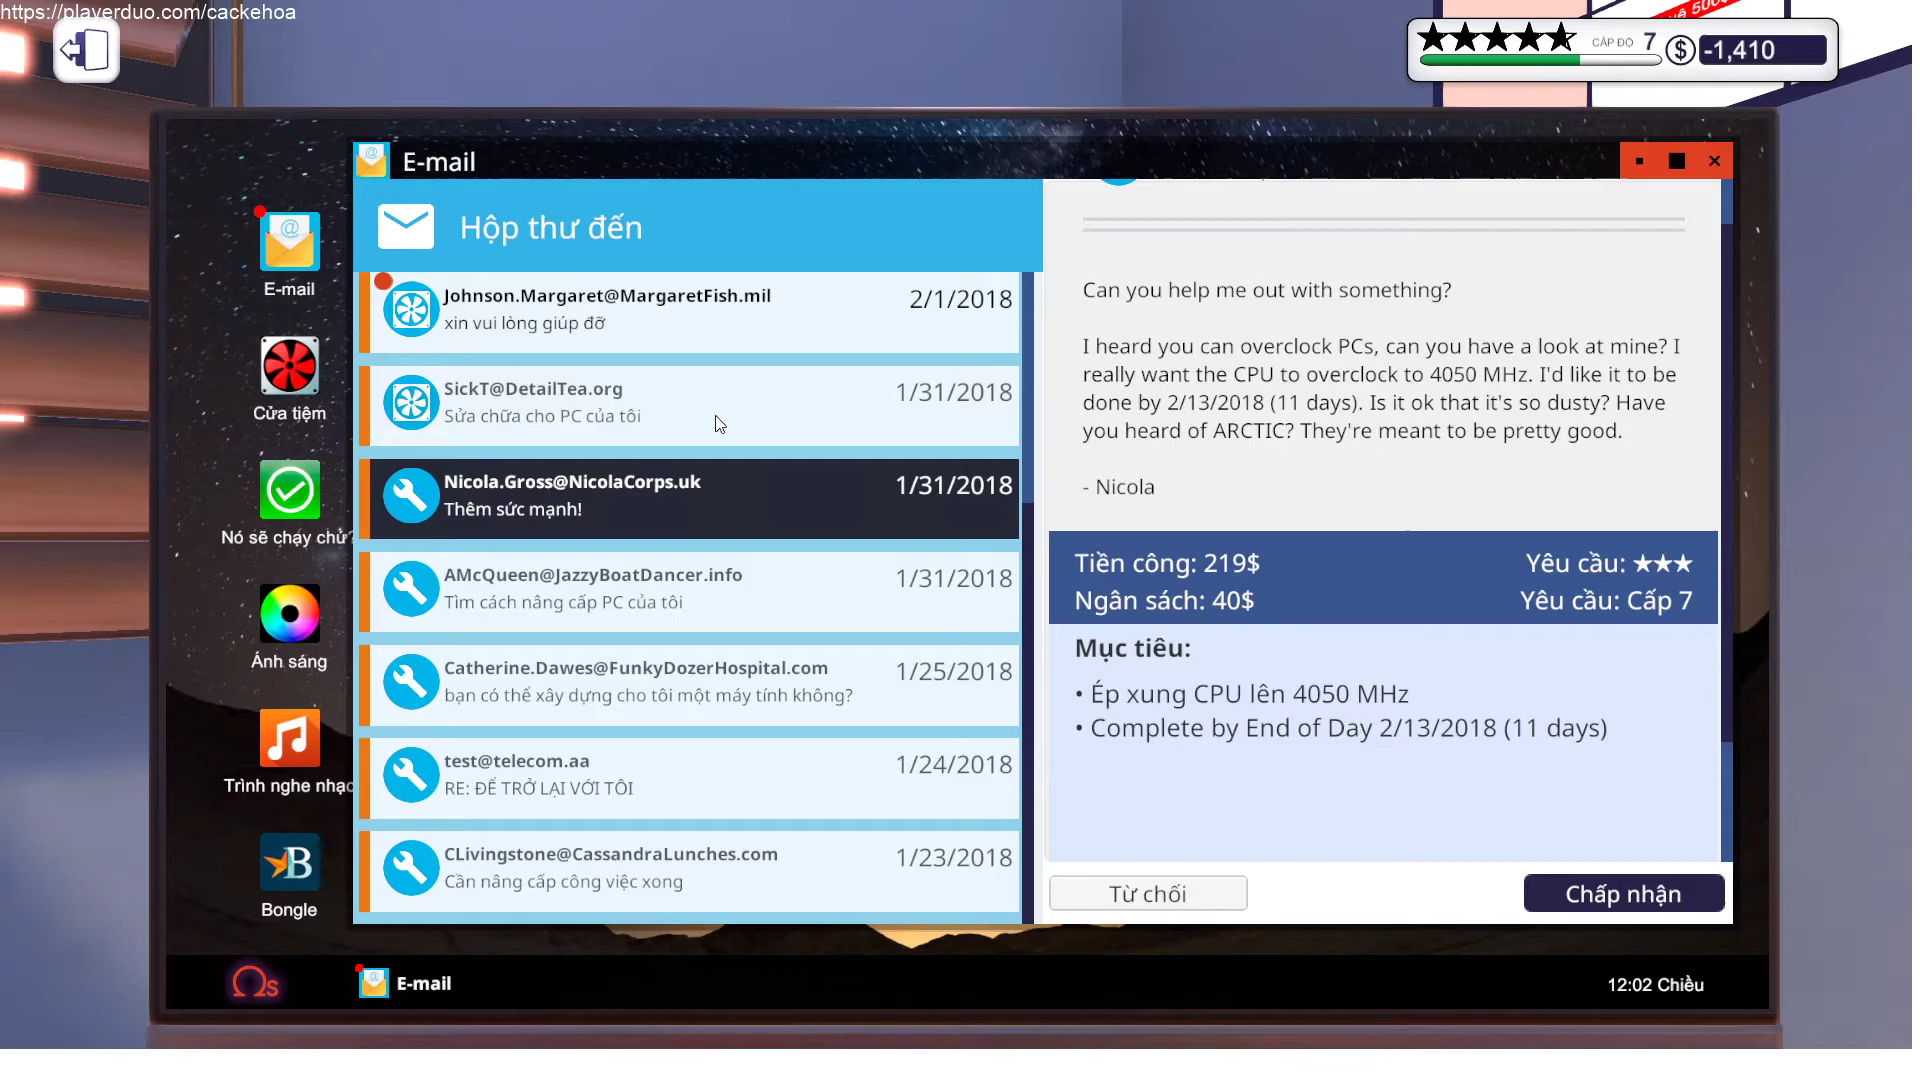 https://playerduo.com/cackehoa
CẤP ĐỘ 7
$ -1,410
E-mail
Hộp thư đến
Johnson.Margaret@MargaretFish.mil
2/1/2018
xin vui lòng giúp đỡ
SickT@DetailTea.org
1/31/2018
Sửa chữa cho PC của tôi
Nicola.Gross@NicolaCorps.uk
1/31/2018
Thêm sức mạnh!
AMcQueen@JazzyBoatDancer.info
1/31/2018
Tìm cách nâng cấp PC của tôi
Catherine.Dawes@FunkyDozerHospital.com
1/25/2018
bạn có thể xây dựng cho tôi một máy tính không?
test@telecom.aa
1/24/2018
RE: ĐỂ TRỞ LẠI VỚI TÔI
CLivingstone@CassandraLunches.com
1/23/2018
Cần nâng cấp công việc xong
Can you help me out with something?
I heard you can overclock PCs, can you have a look at mine? I
really want the CPU to overclock to 4050 MHz. I'd like it to be
done by 2/13/2018 (11 days). Is it ok that it's so dusty? Have
you heard of ARCTIC? They're meant to be pretty good.
- Nicola
Tiền công: 219$
Yêu cầu: ★★★
Ngân sách: 40$
Yêu cầu: Cấp 7
Mục tiêu:
• Ép xung CPU lên 4050 MHz
• Complete by End of Day 2/13/2018 (11 days)
Từ chối
Chấp nhận
E-mail
Cửa tiệm
Nó sẽ chạy chứ?
Ánh sáng
Trình nghe nhạc
B
Bongle
Ωs
E-mail
12:02 Chiều